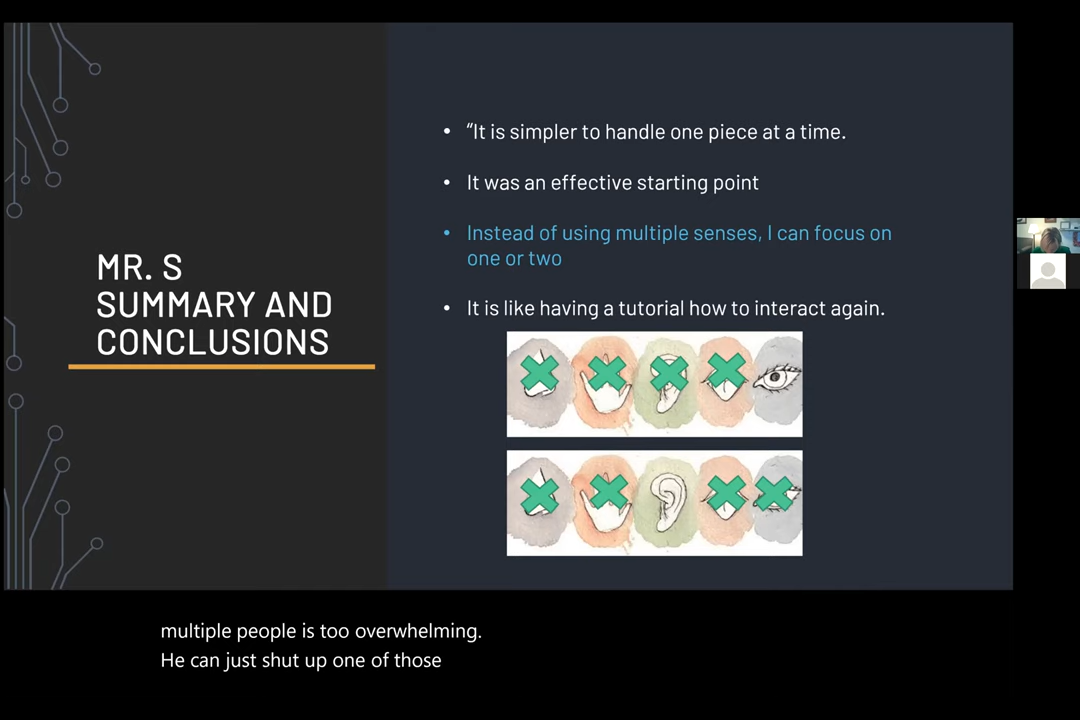 MR. S
SUMMARY AND
CONCLUSIONS
• “It is simpler to handle one piece at a time.
• It was an effective starting point
• Instead of using multiple senses, I can focus on
one or two
• It is like having a tutorial how to interact again.
multiple people is too overwhelming.
He can just shut up one of those